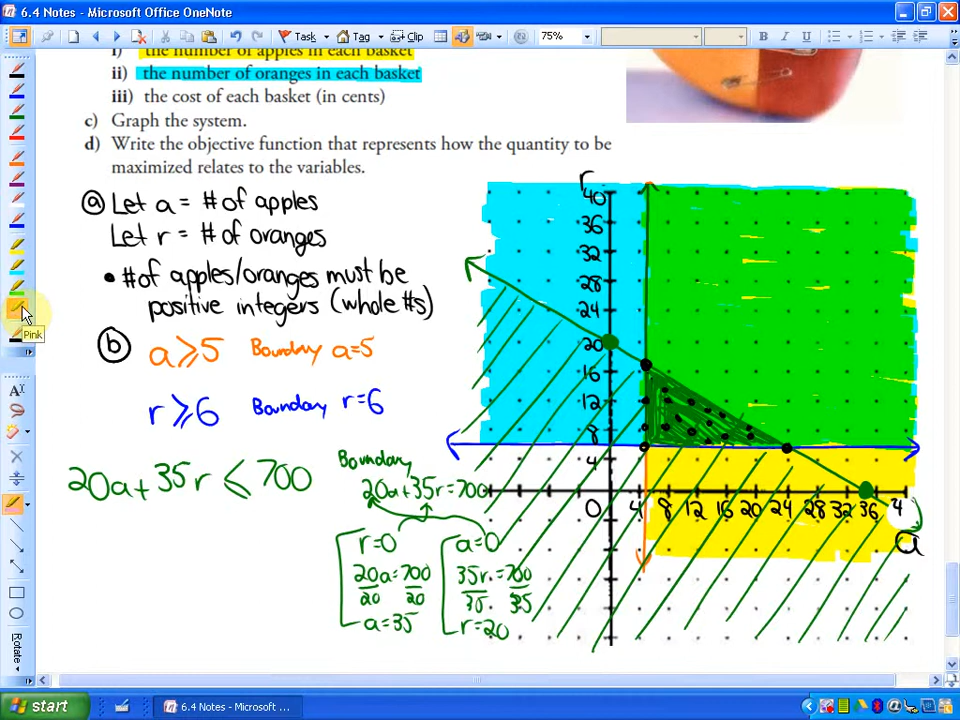 6.4 Notes - Microsoft Office OneNote
Task Tag Clip 75% B I U
i) the number of apples in each basket
ii) the number of oranges in each basket
iii) the cost of each basket (in cents)
c) Graph the system.
d) Write the objective function that represents how the quantity to be
maximized relates to the variables.
a Let a = # of apples
Let r = # of oranges
• # of apples/oranges must be
positive integers (whole #s)
b a ≥ 5 Boundary a=5
r ≥ 6 Boundary r=6
20a + 35r ≤ 700
Boundary
20a+35r=700
r=0
20a=700
20 20
a=35
a=0
35r=700
35 35
r=20
r
40
36
32
28
24
20
16
12
8
4
0 4 8 12 16 20 24 28 32 36 4
a
Pink
A
Rotate
start
6.4 Notes - Microsoft ...